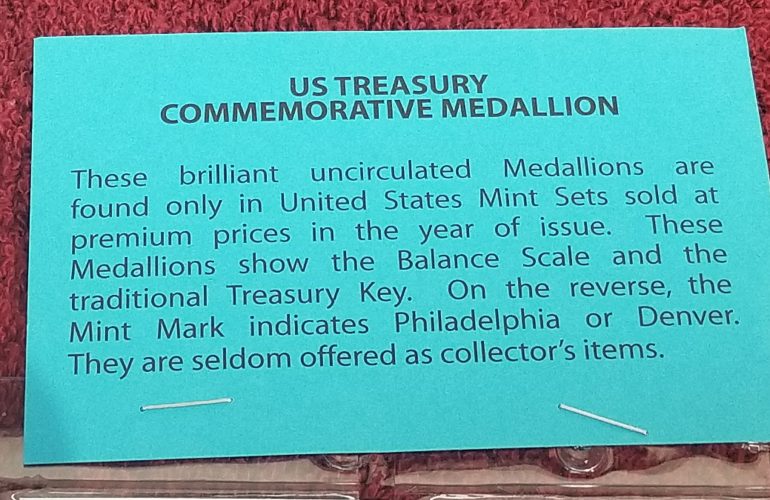 US TREASURY
COMMEMORATIVE MEDALLION
These brilliant uncirculated Medallions are
found only in United States Mint Sets sold at
premium prices in the year of issue. These
Medallions show the Balance Scale and the
traditional Treasury Key. On the reverse, the
Mint Mark indicates Philadelphia or Denver.
They are seldom offered as collector's items.